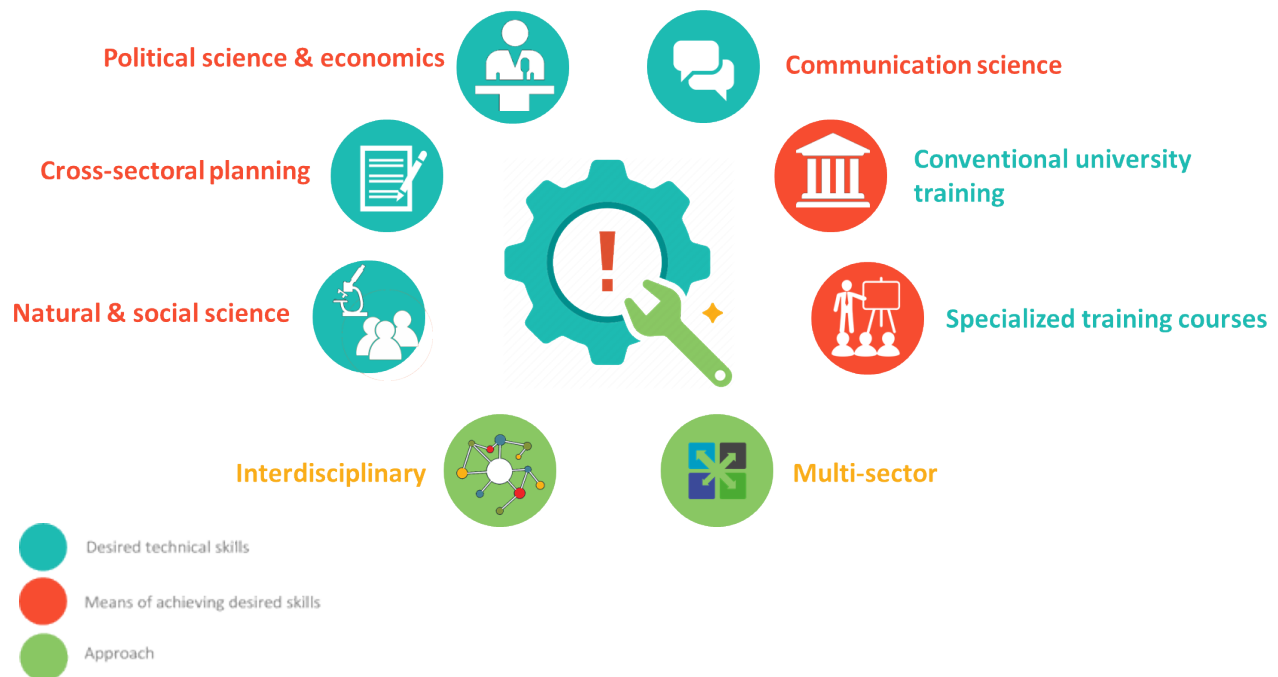 Political science & economics
Communication science
Cross-sectoral planning
Conventional university
training
Natural & social science
Specialized training courses
!
Interdisciplinary
Multi-sector
Desired technical skills
Means of achieving desired skills
Approach